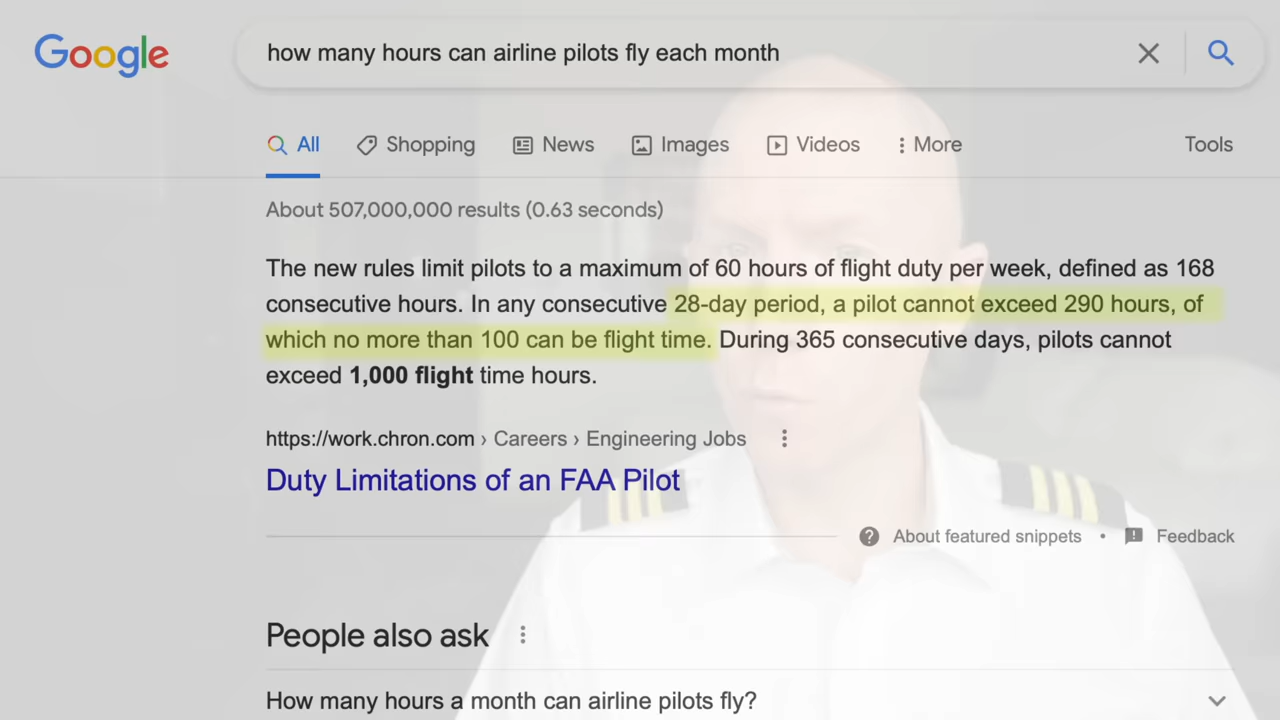 Google
how many hours can airline pilots fly each month
All
Shopping
News
Images
Videos
More
Tools
About 507,000,000 results (0.63 seconds)
The new rules limit pilots to a maximum of 60 hours of flight duty per week, defined as 168
consecutive hours. In any consecutive 28-day period, a pilot cannot exceed 290 hours, of
which no more than 100 can be flight time. During 365 consecutive days, pilots cannot
exceed 1,000 flight time hours.
https://work.chron.com › Careers › Engineering Jobs
Duty Limitations of an FAA Pilot
About featured snippets • Feedback
People also ask
How many hours a month can airline pilots fly?